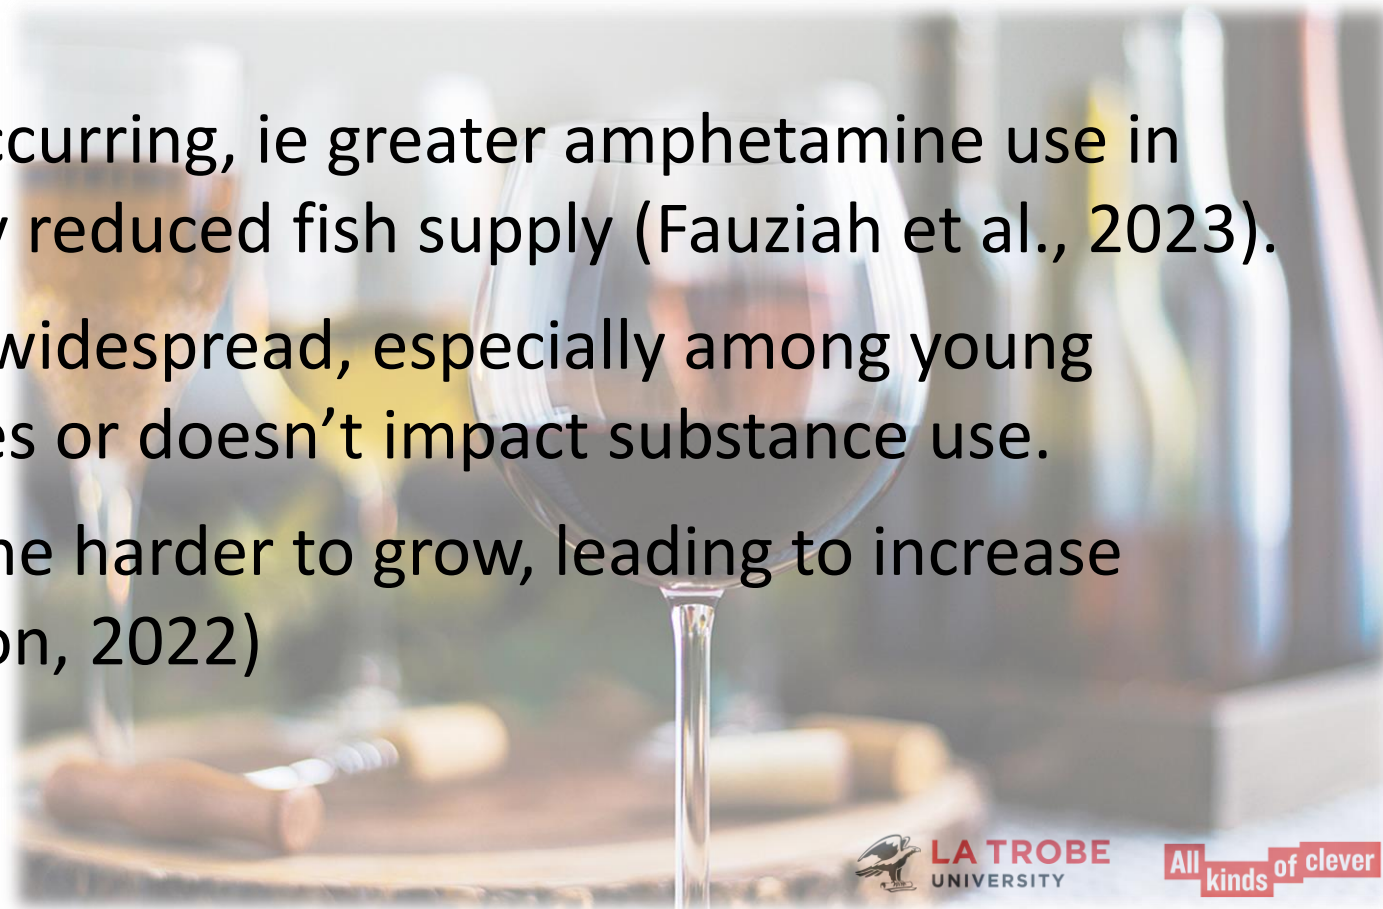 ccurring, ie greater amphetamine use in
reduced fish supply (Fauziah et al., 2023).
widespread, especially among young
es or doesn’t impact substance use.
ne harder to grow, leading to increase
on, 2022)
LA TROBE
UNIVERSITY
All kinds of clever